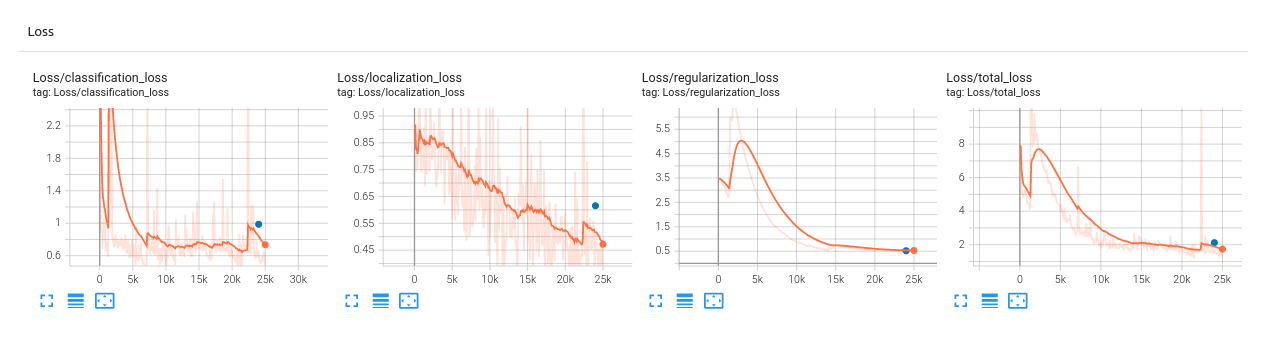 Loss
Loss/classification_loss
tag: Loss/classification_loss
2.2
1.8
1.4
1
0.6
0 5k 10k 15k 20k 25k 30k
Loss/localization_loss
tag: Loss/localization_loss
0.95
0.85
0.75
0.65
0.55
0.45
0 5k 10k 15k 20k 25k
Loss/regularization_loss
tag: Loss/regularization_loss
5.5
4.5
3.5
2.5
1.5
0.5
0 5k 10k 15k 20k 25k
Loss/total_loss
tag: Loss/total_loss
8
6
4
2
0 5k 10k 15k 20k 25k